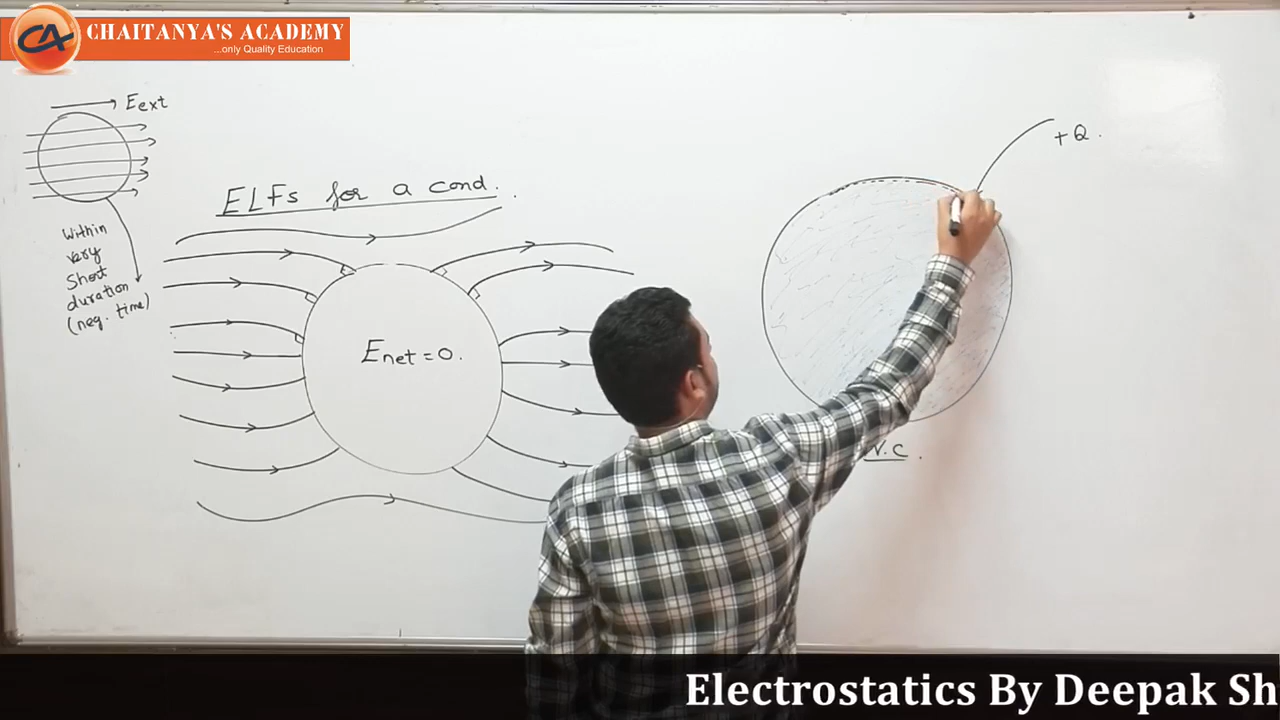 CHAITANYA'S ACADEMY
...only Quality Education
CA
Eext
Within
very
Short
duration
(neg. time)
ELFs for a cond.
Enet = 0.
+Q.
Electrostatics By Deepak Sh